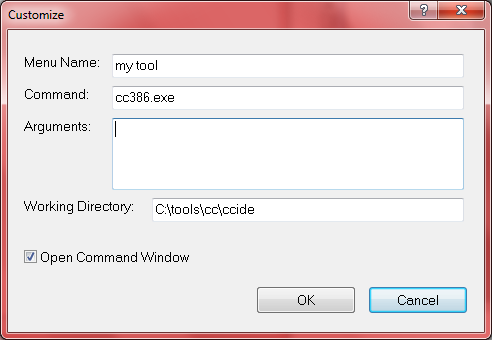 Customize
Menu Name: my tool
Command: cc386.exe
Arguments:
Working Directory: C:\tools\cc\ccide
Open Command Window
OK Cancel